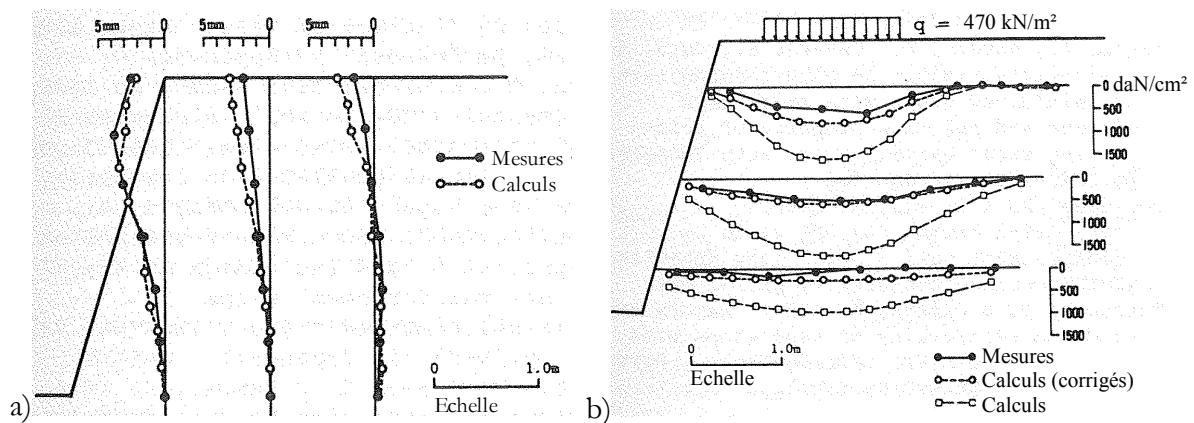 5mm 0 5mm 0 5mm 0
Mesures
Calculs
0 1.0m
Echelle
a)
q = 470 kN/m²
0 daN/cm²
500
1000
1500
0
500
1000
1500
0
500
1000
1500
0 1.0m
Echelle
Mesures
Calculs (corrigés)
Calculs
b)